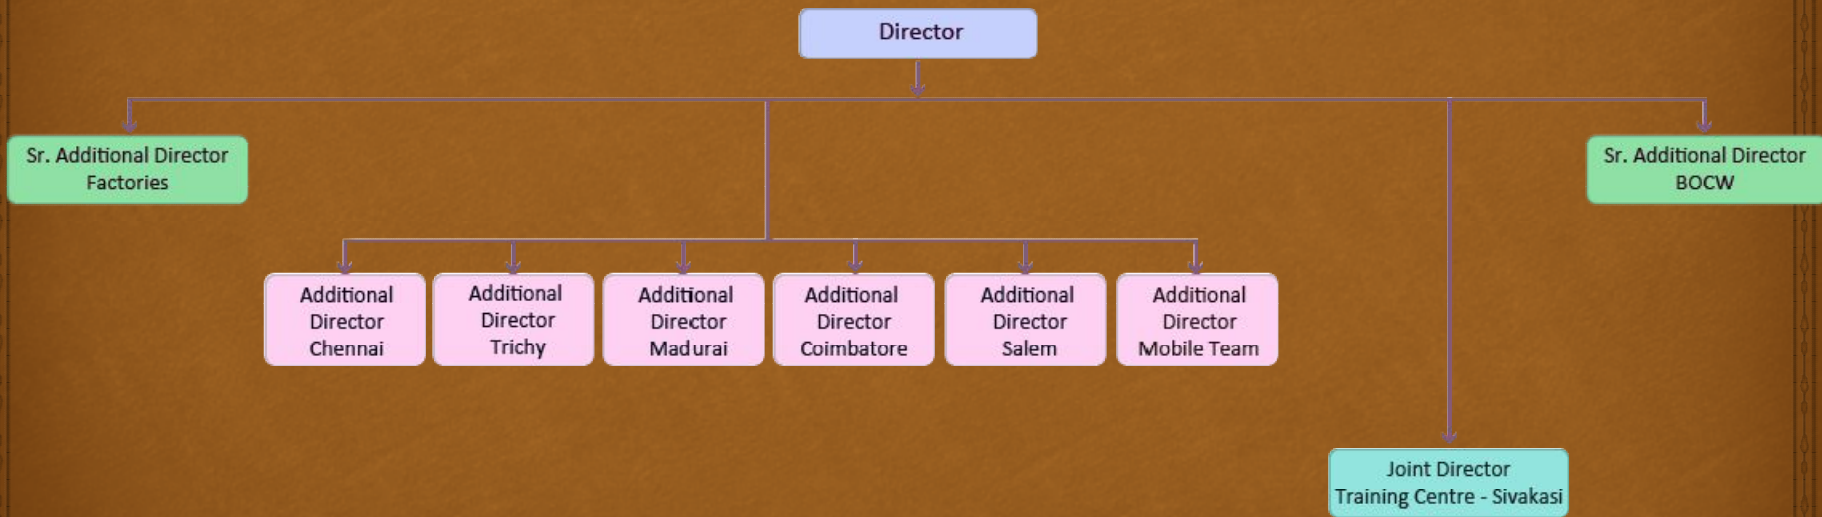 Director
Sr. Additional Director
Factories
Sr. Additional Director
BOCW
Additional
Director
Chennai
Additional
Director
Trichy
Additional
Director
Madurai
Additional
Director
Coimbatore
Additional
Director
Salem
Additional
Director
Mobile Team
Joint Director
Training Centre - Sivakasi